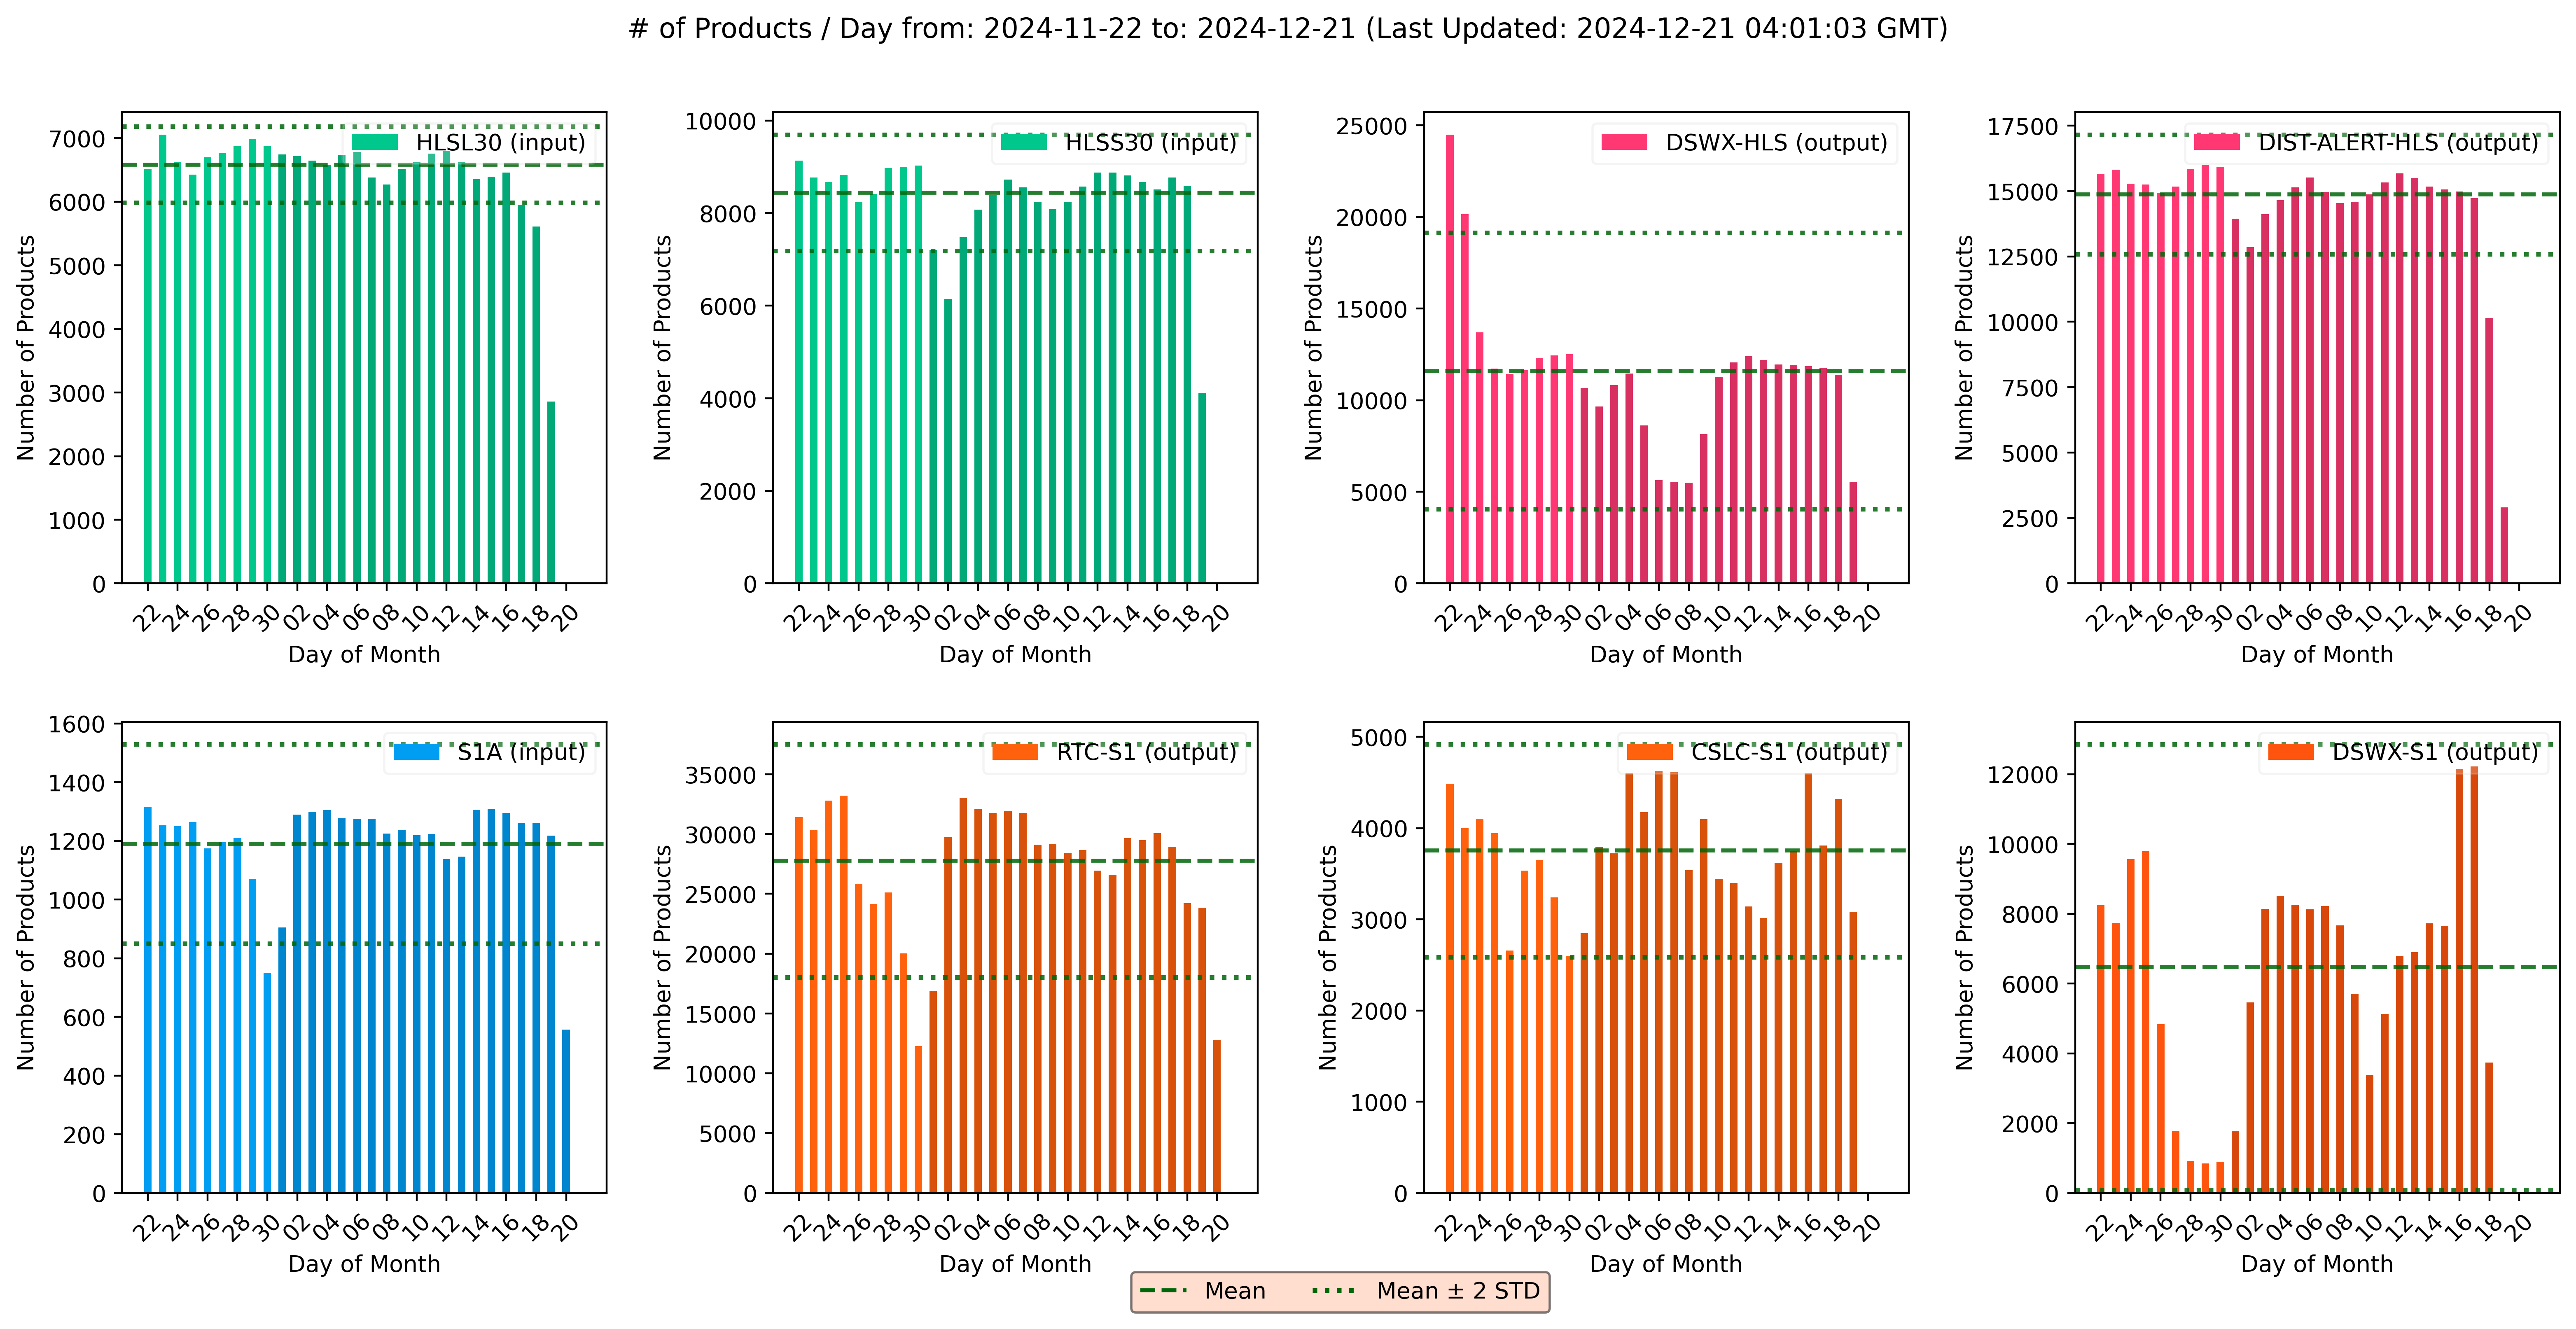 # of Products / Day from: 2024-11-22 to: 2024-12-21 (Last Updated: 2024-12-21 04:01:03 GMT)
HLSL30 (input)
Number of Products
7000
6000
5000
4000
3000
2000
1000
0
22 24 26 28 30 02 04 06 08 10 12 14 16 18 20
Day of Month
HLSS30 (input)
Number of Products
10000
8000
6000
4000
2000
0
22 24 26 28 30 02 04 06 08 10 12 14 16 18 20
Day of Month
DSWX-HLS (output)
Number of Products
25000
20000
15000
10000
5000
0
22 24 26 28 30 02 04 06 08 10 12 14 16 18 20
Day of Month
DIST-ALERT-HLS (output)
Number of Products
17500
15000
12500
10000
7500
5000
2500
0
22 24 26 28 30 02 04 06 08 10 12 14 16 18 20
Day of Month
S1A (input)
Number of Products
1600
1400
1200
1000
800
600
400
200
0
22 24 26 28 30 02 04 06 08 10 12 14 16 18 20
Day of Month
RTC-S1 (output)
Number of Products
35000
30000
25000
20000
15000
10000
5000
0
22 24 26 28 30 02 04 06 08 10 12 14 16 18 20
Day of Month
CSLC-S1 (output)
Number of Products
5000
4000
3000
2000
1000
0
22 24 26 28 30 02 04 06 08 10 12 14 16 18 20
Day of Month
DSWX-S1 (output)
Number of Products
12000
10000
8000
6000
4000
2000
0
22 24 26 28 30 02 04 06 08 10 12 14 16 18 20
Day of Month
Mean
Mean ± 2 STD